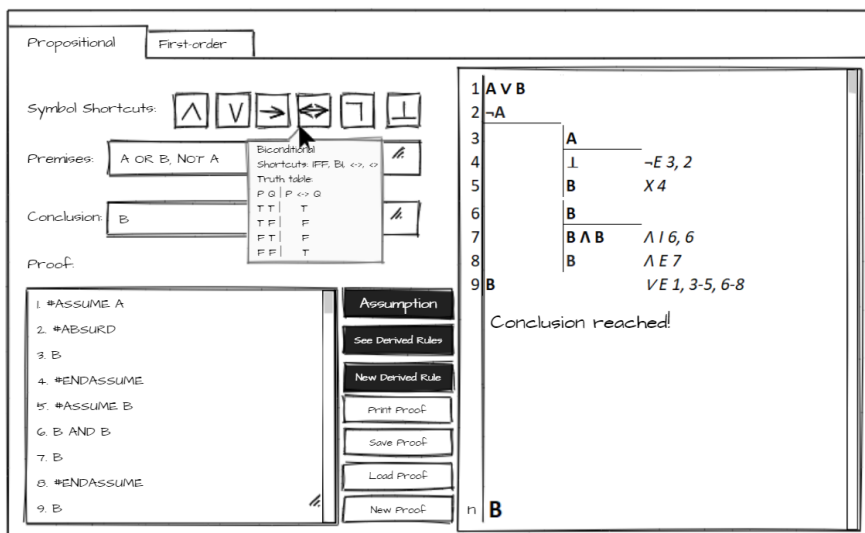 Propositional
First-order
Symbol Shortcuts: ∧ ∨ → <-> ¬ ⊥
Premises: A OR B, NOT A
Biconditional
Shortcuts: IFF, BI, <->, <>
Truth table:
P Q | P <-> Q
T T | T
T F | F
F T | F
F F | T
Conclusion: B
Proof:
1. #ASSUME A
2. #ABSURD
3. B
4. #ENDASSUME
5. #ASSUME B
6. B AND B
7. B
8. #ENDASSUME
9. B
Assumption
See Derived Rules
New Derived Rule
Print Proof
Save Proof
Load Proof
New Proof
1 A ∨ B
2 ¬A
3 A
4 ⊥ ¬E 3, 2
5 B X 4
6 B
7 B ∧ B ∧ I 6, 6
8 B ∧ E 7
9 B ∨ E 1, 3-5, 6-8
Conclusion reached!
n B